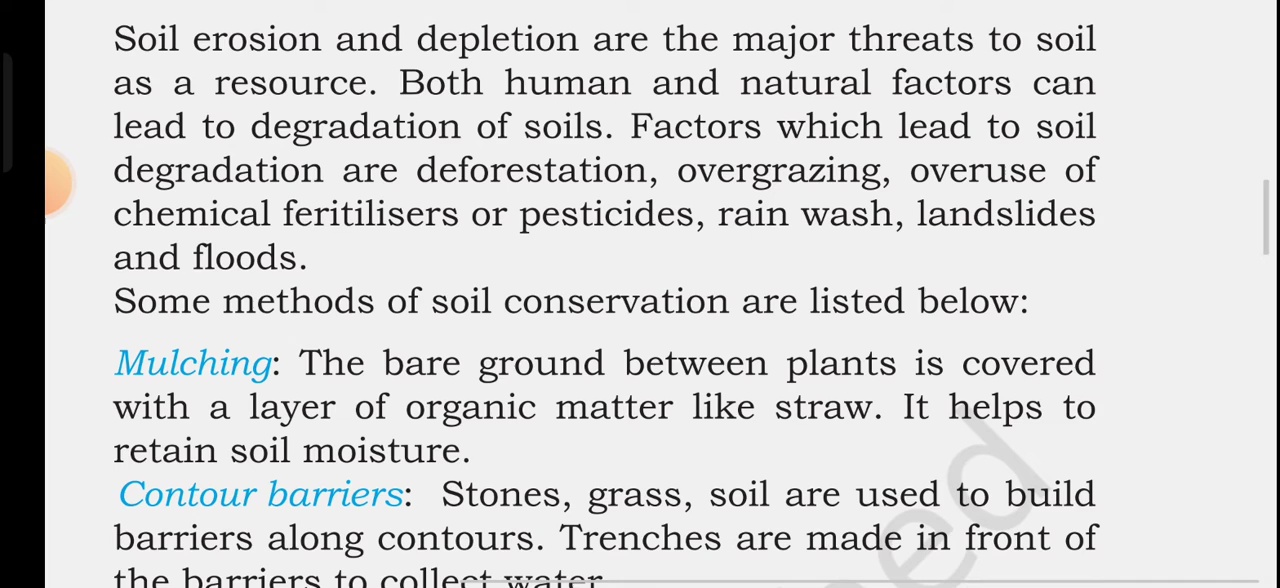 Soil erosion and depletion are the major threats to soil
as a resource. Both human and natural factors can
lead to degradation of soils. Factors which lead to soil
degradation are deforestation, overgrazing, overuse of
chemical feritilisers or pesticides, rain wash, landslides
and floods.
Some methods of soil conservation are listed below:
Mulching: The bare ground between plants is covered
with a layer of organic matter like straw. It helps to
retain soil moisture.
Contour barriers: Stones, grass, soil are used to build
barriers along contours. Trenches are made in front of
the barriers to collect water.